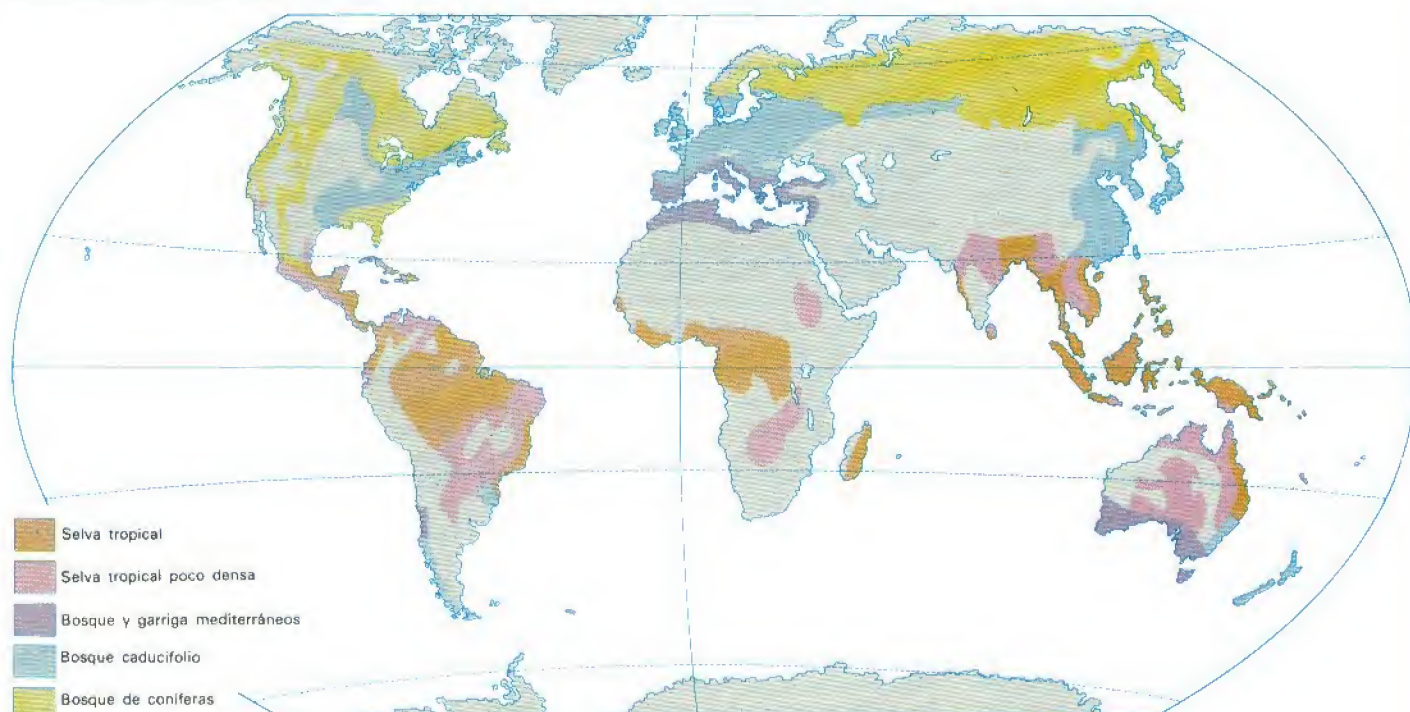 Selva tropical
Selva tropical poco densa
Bosque y garriga mediterráneos
Bosque caducifolio
Bosque de coníferas